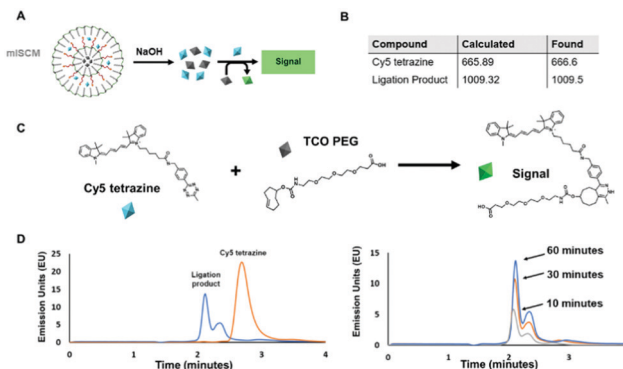 A
mISCM
NaOH
Signal
B
Compound Calculated Found
Cy5 tetrazine 665.89 666.6
Ligation Product 1009.32 1009.5
C
Cy5 tetrazine
+
TCO PEG
Signal
D
Emission Units (EU)
25
20
15
10
5
0
Ligation
product
Cy5 tetrazine
0 1 2 3 4
Time (minutes)
Emission Units (EU)
15
10
5
0
60 minutes
30 minutes
10 minutes
0 1 2 3
Time (minutes)